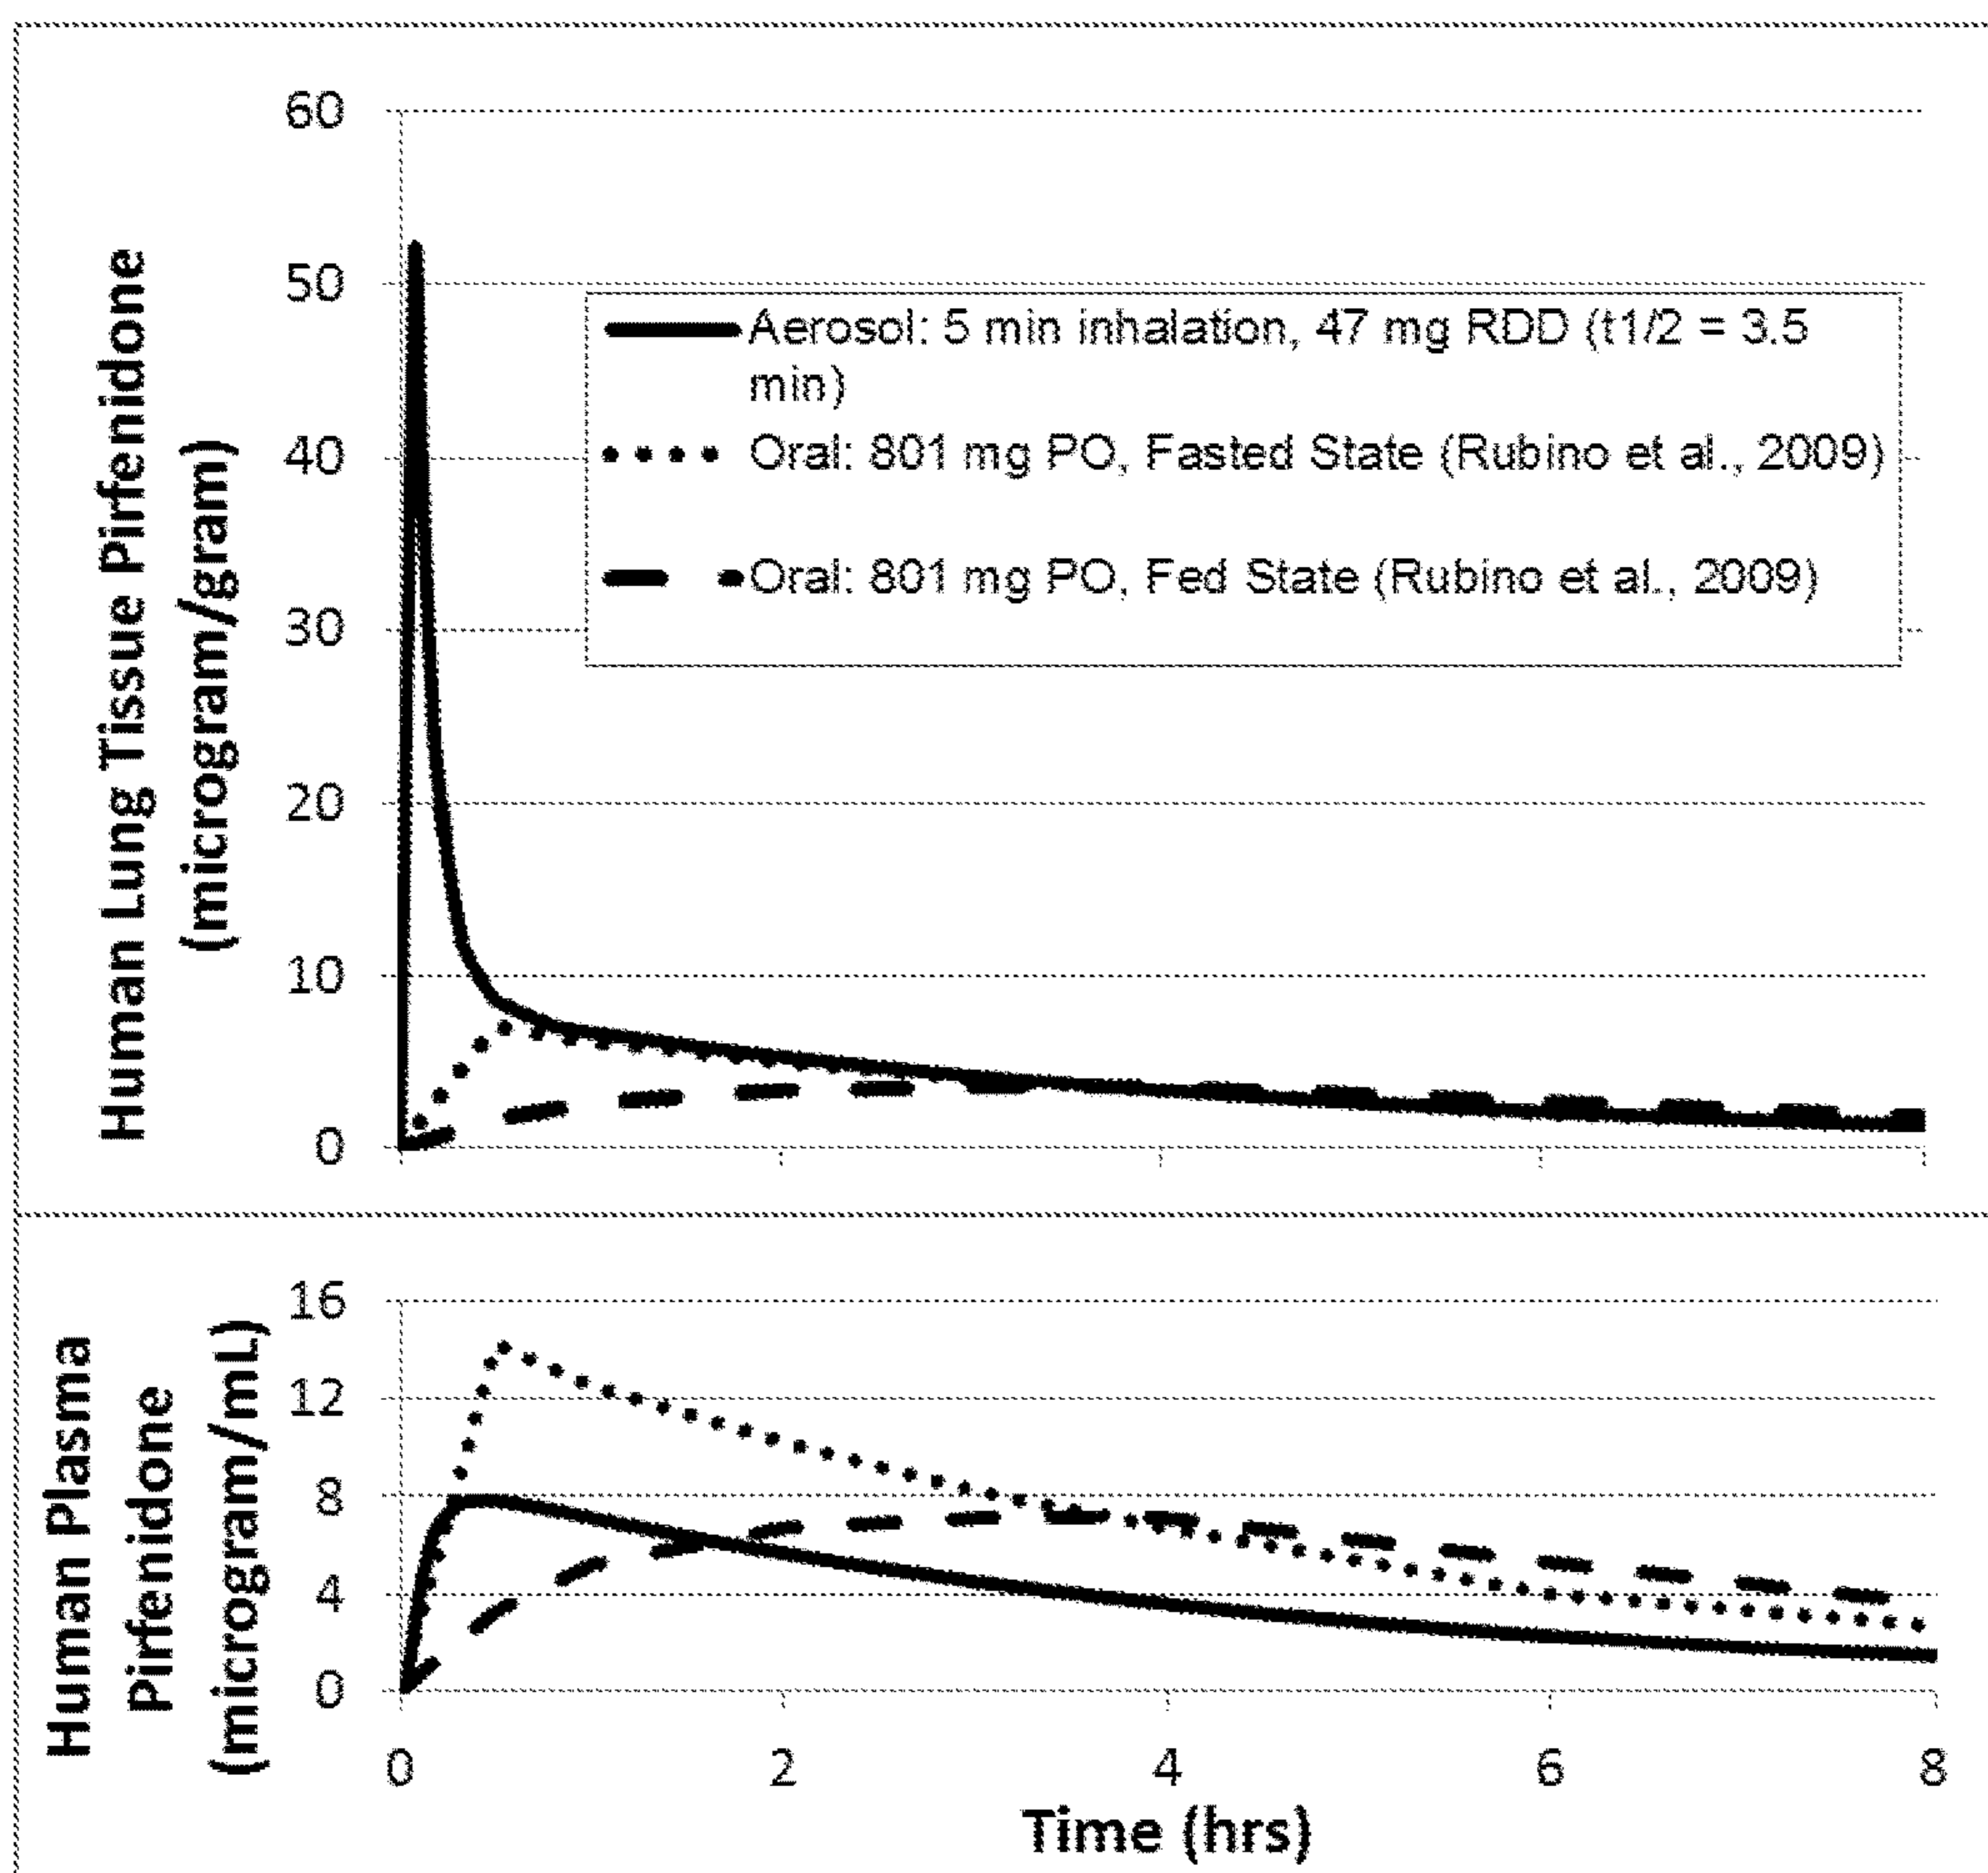 Human Lung Tissue Pirfenidone
(microgram/gram)
60
50
40
30
20
10
0
Aerosol: 5 min inhalation, 47 mg RDD (t1/2 = 3.5
min)
Oral: 801 mg PO, Fasted State (Rubino et al., 2009)
Oral: 801 mg PO, Fed State (Rubino et al., 2009)
Human Plasma
Pirfenidone
(microgram/mL)
16
12
8
4
0
0 2 4 6 8
Time (hrs)